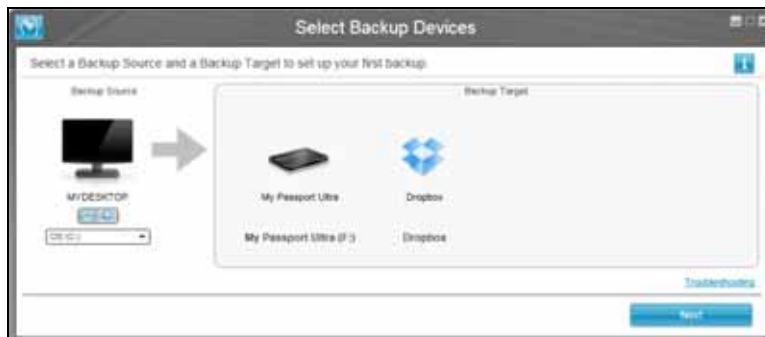 Select Backup Devices
Select a Backup Source and a Backup Target to set up your first backup.
Backup Source
Backup Target
MYDESKTOP
My Passport Ultra
Dropbox
OS (C:)
My Passport Ultra (F:)
Dropbox
Troubleshooting
Next